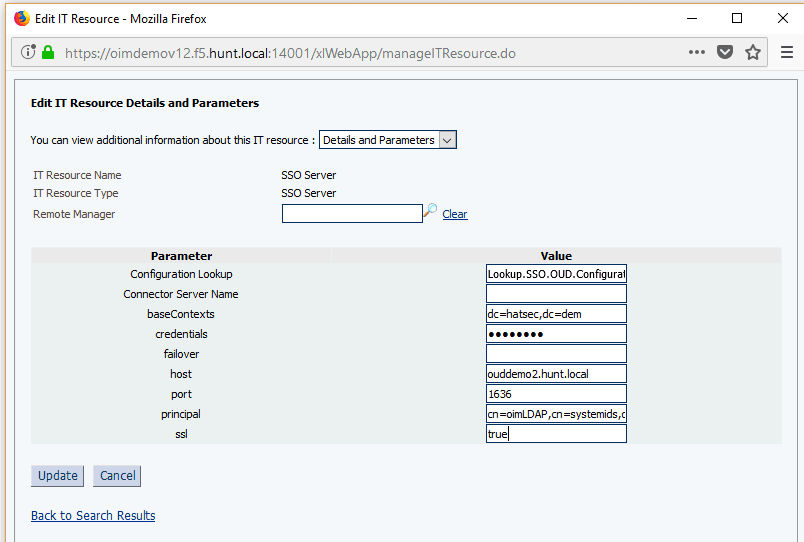 Edit IT Resource - Mozilla Firefox
https://oimdemov12.f5.hunt.local:14001/xlWebApp/manageITResource.do
Edit IT Resource Details and Parameters
You can view additional information about this IT resource : Details and Parameters
IT Resource Name SSO Server
IT Resource Type SSO Server
Remote Manager Clear
Parameter Value
Configuration Lookup Lookup.SSO.OUD.Configurat
Connector Server Name
baseContexts dc=hatsec,dc=dem
credentials ●●●●●●●●
failover
host ouddemo2.hunt.local
port 1636
principal cn=oimLDAP,cn=systemids,c
ssl true
Update Cancel
Back to Search Results